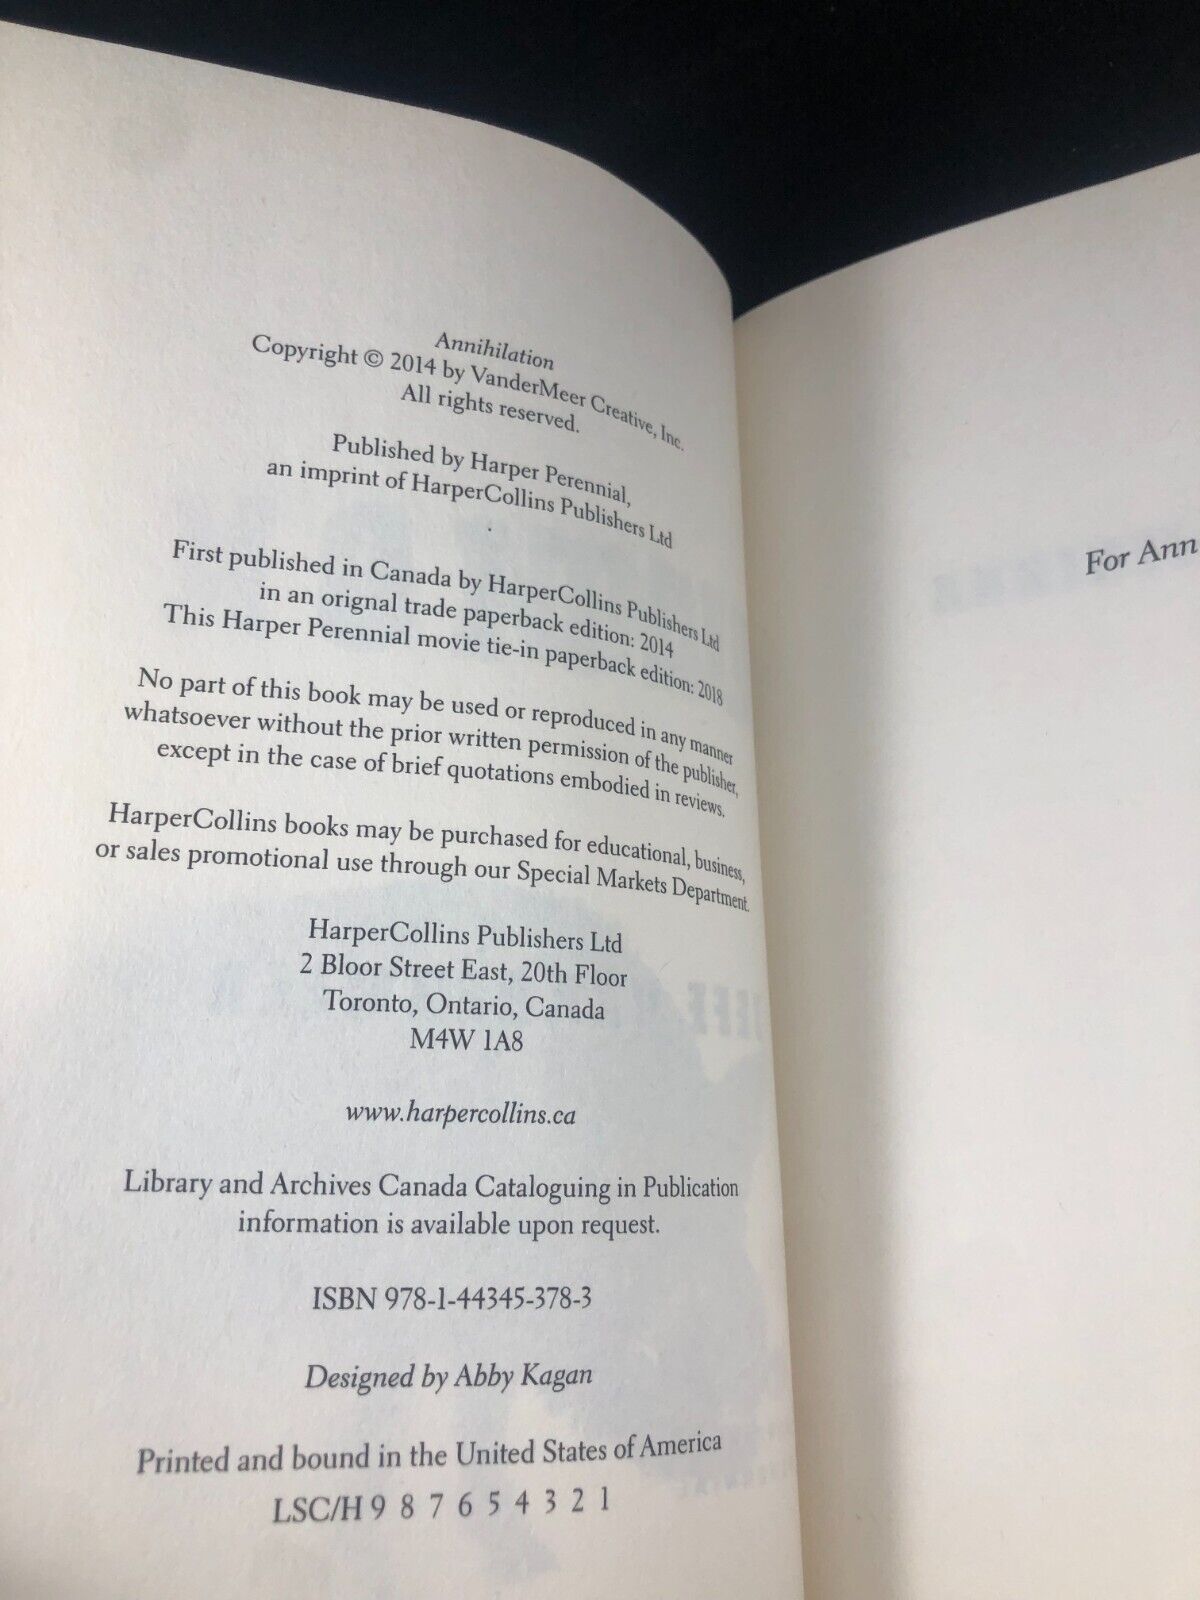 Annihilation
Copyright © 2014 by VanderMeer Creative, Inc.
All rights reserved.
Published by Harper Perennial,
an imprint of HarperCollins Publishers Ltd
First published in Canada by HarperCollins Publishers Ltd
in an orignal trade paperback edition: 2014
This Harper Perennial movie tie-in paperback edition: 2018
No part of this book may be used or reproduced in any manner
whatsoever without the prior written permission of the publisher,
except in the case of brief quotations embodied in reviews.
HarperCollins books may be purchased for educational, business,
or sales promotional use through our Special Markets Department.
HarperCollins Publishers Ltd
2 Bloor Street East, 20th Floor
Toronto, Ontario, Canada
M4W 1A8
www.harpercollins.ca
Library and Archives Canada Cataloguing in Publication
information is available upon request.
ISBN 978-1-44345-378-3
Designed by Abby Kagan
Printed and bound in the United States of America
LSC/H 9 8 7 6 5 4 3 2 1
For Ann